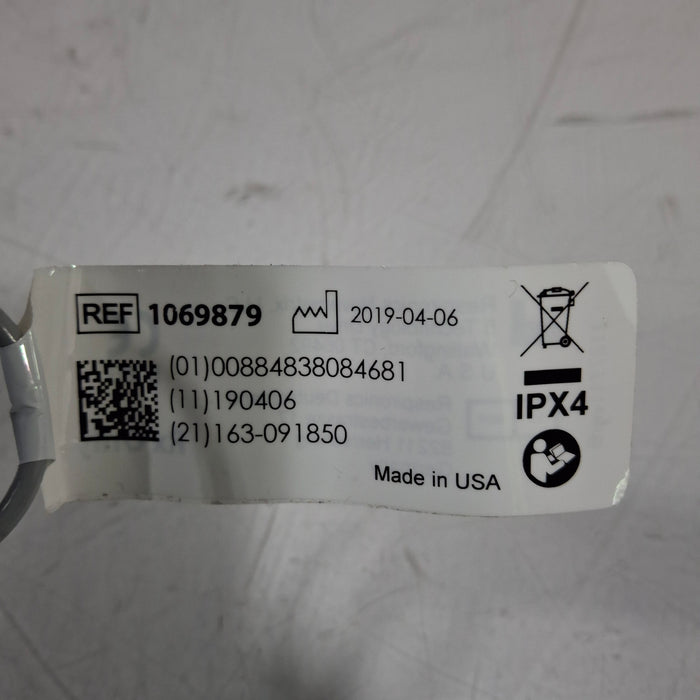 REF 1069879 2019-04-06
(01)00884838084681
(11)190406
(21)163-091850
IPX4
Made in USA